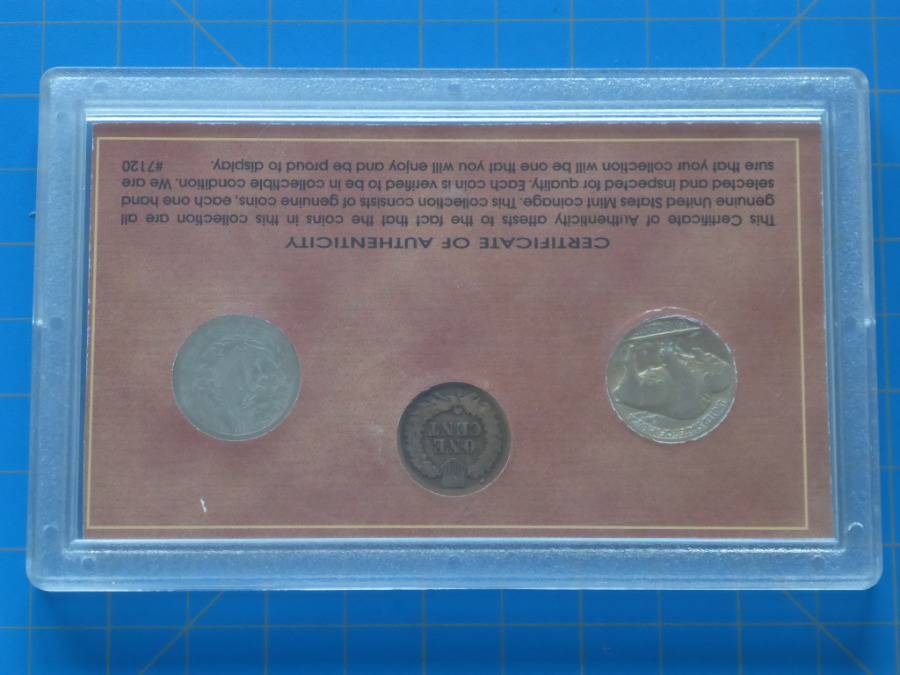 CERTIFICATE OF AUTHENTICITY
This Certificate of Authenticity attests to the fact that the coins in this collection are all
genuine United States Mint coinage. This collection consists of genuine coins, each one hand
selected and inspected for quality. Each coin is verified to be in collectible condition. We are
sure that your collection will be one that you will enjoy and be proud to display. #7120
ONE
CENT